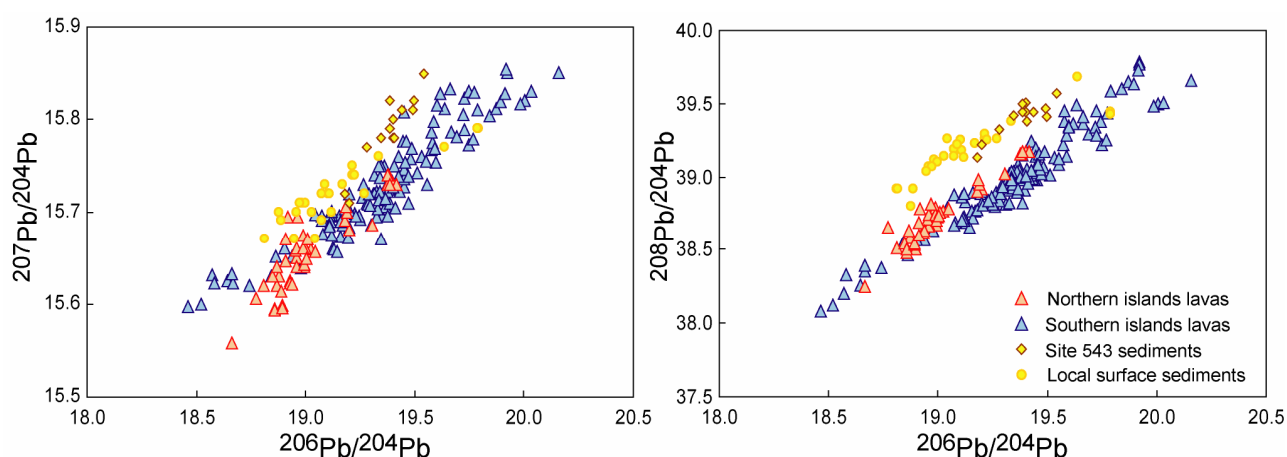 15.9
15.8
15.7
15.6
15.5
207Pb/204Pb
18.0
18.5
19.0
19.5
20.0
20.5
206Pb/204Pb
40.0
39.5
39.0
38.5
38.0
37.5
208Pb/204Pb
Northern islands lavas
Southern islands lavas
Site 543 sediments
Local surface sediments
18.0
18.5
19.0
19.5
20.0
20.5
206Pb/204Pb